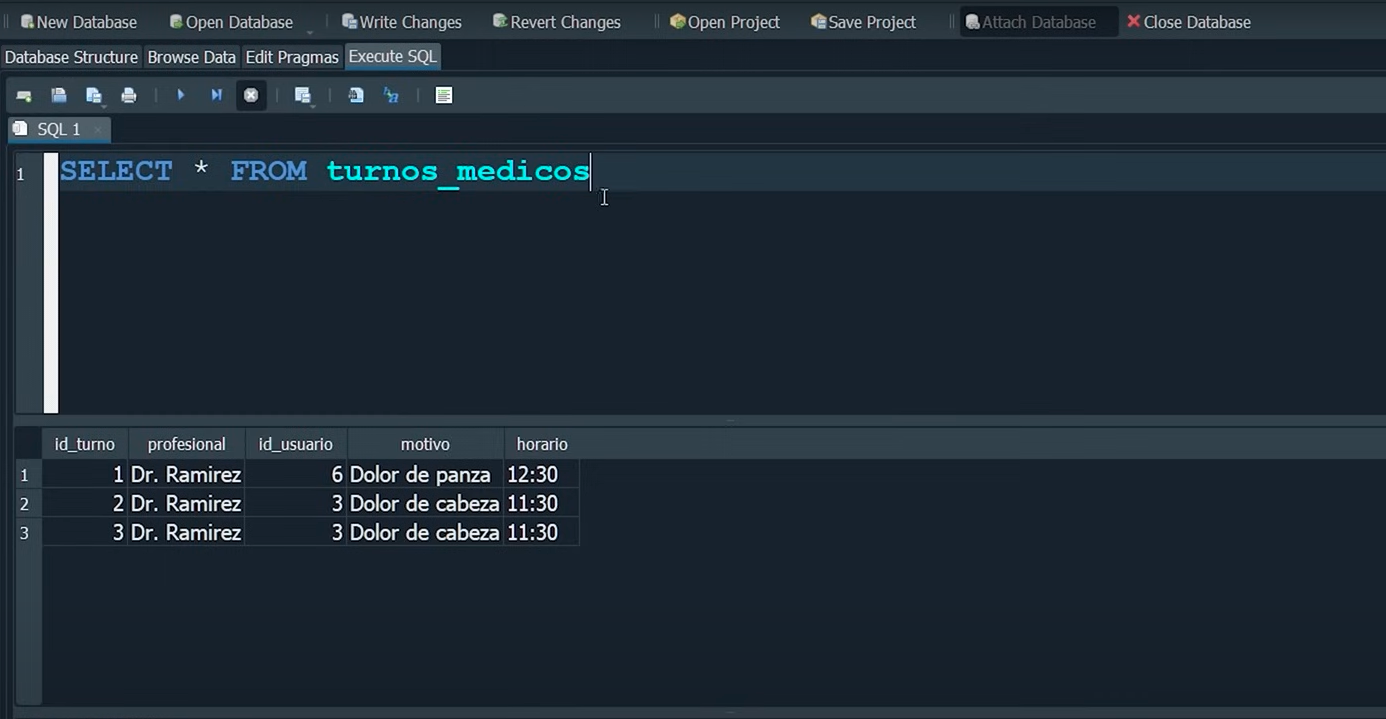 New Database Open Database Write Changes Revert Changes Open Project Save Project Attach Database Close Database
Database Structure Browse Data Edit Pragmas Execute SQL
SQL 1
1 SELECT * FROM turnos_medicos
id_turno profesional id_usuario motivo horario
1 1 Dr. Ramirez 6 Dolor de panza 12:30
2 2 Dr. Ramirez 3 Dolor de cabeza 11:30
3 3 Dr. Ramirez 3 Dolor de cabeza 11:30